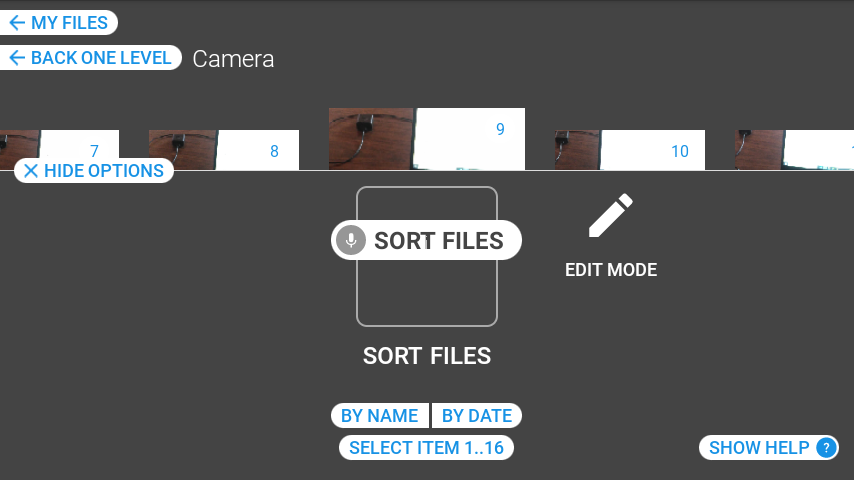 MY FILES
BACK ONE LEVEL Camera
7 8 9 10
HIDE OPTIONS
SORT FILES
EDIT MODE
SORT FILES
BY NAME BY DATE
SELECT ITEM 1..16
SHOW HELP ?